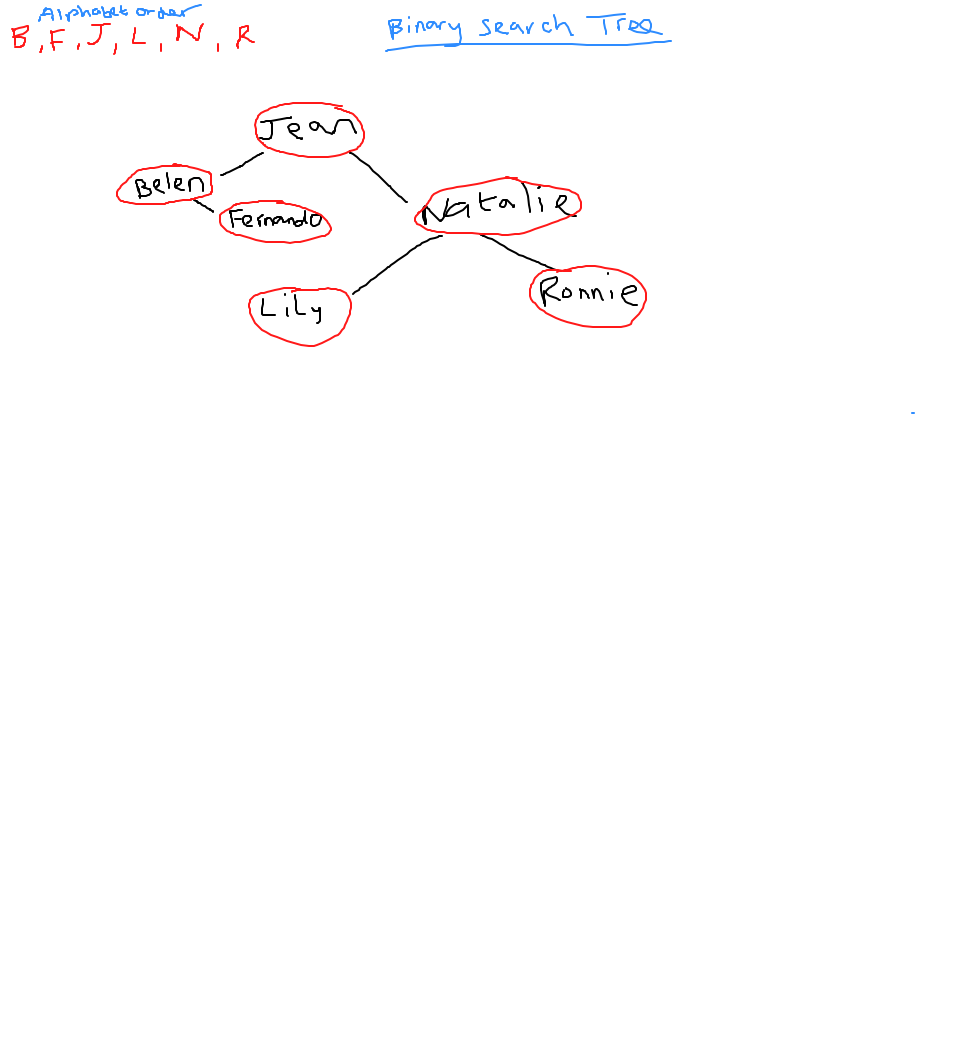 Alphabet order
B, F, J, L, N, R
Binary Search Tree
Jean
Belen
Fernando
Natalie
Lily
Ronnie